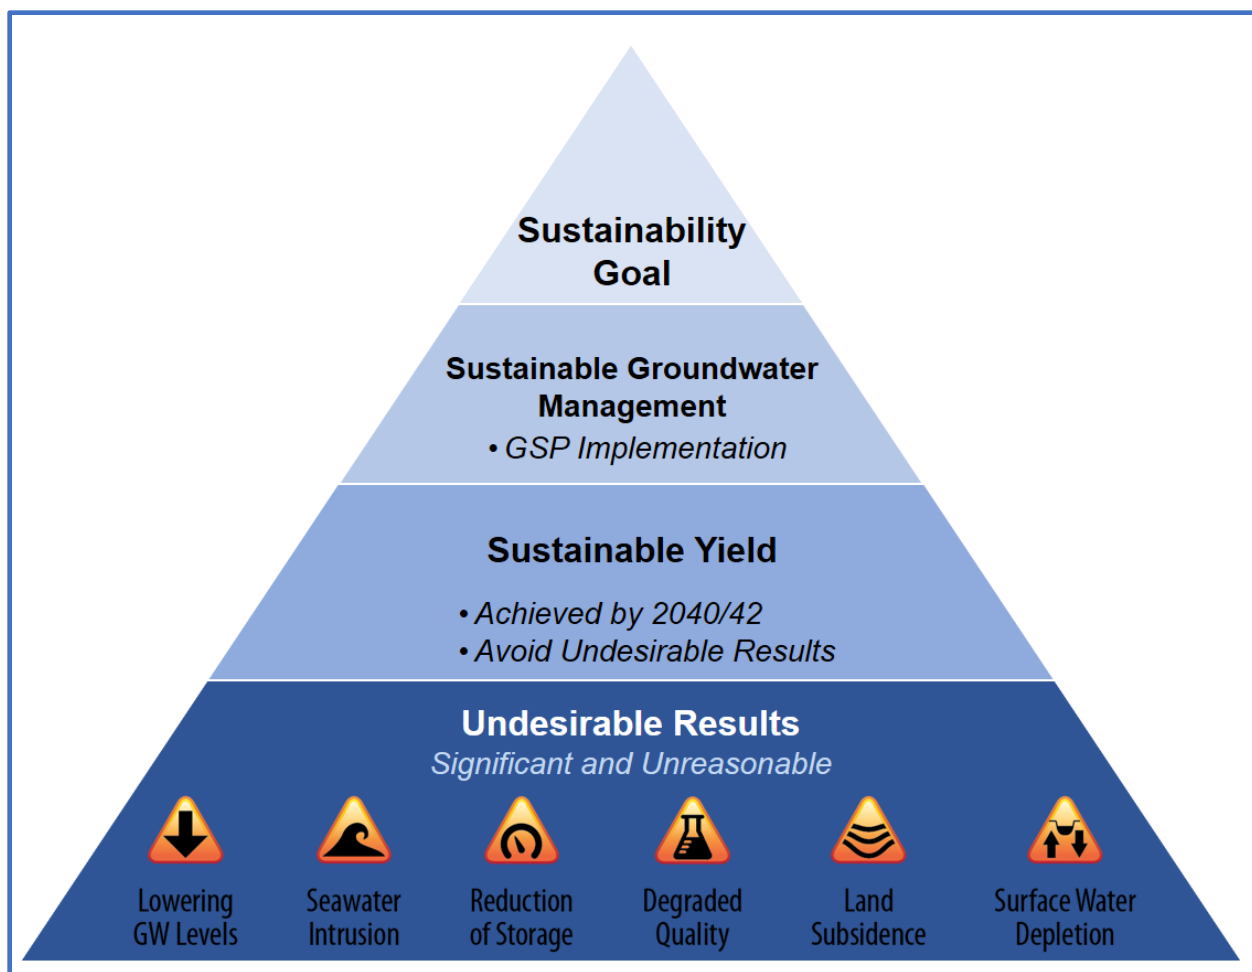 Sustainability
Goal
Sustainable Groundwater
Management
• GSP Implementation
Sustainable Yield
• Achieved by 2040/42
• Avoid Undesirable Results
Undesirable Results
Significant and Unreasonable
Lowering
GW Levels
Seawater
Intrusion
Reduction
of Storage
Degraded
Quality
Land
Subsidence
Surface Water
Depletion